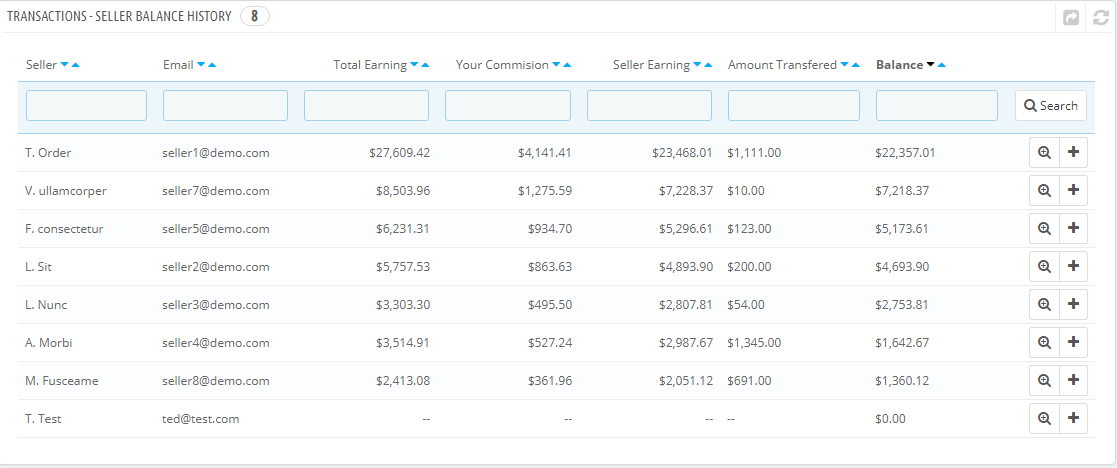 TRANSACTIONS - SELLER BALANCE HISTORY 8
Seller Email Total Earning Your Commision Seller Earning Amount Transfered Balance
Search
T. Order seller1@demo.com $27,609.42 $4,141.41 $23,468.01 $1,111.00 $22,357.01
V. ullamcorper seller7@demo.com $8,503.96 $1,275.59 $7,228.37 $10.00 $7,218.37
F. consectetur seller5@demo.com $6,231.31 $934.70 $5,296.61 $123.00 $5,173.61
L. Sit seller2@demo.com $5,757.53 $863.63 $4,893.90 $200.00 $4,693.90
L. Nunc seller3@demo.com $3,303.30 $495.50 $2,807.81 $54.00 $2,753.81
A. Morbi seller4@demo.com $3,514.91 $527.24 $2,987.67 $1,345.00 $1,642.67
M. Fusceame seller8@demo.com $2,413.08 $361.96 $2,051.12 $691.00 $1,360.12
T. Test ted@test.com -- -- -- -- $0.00